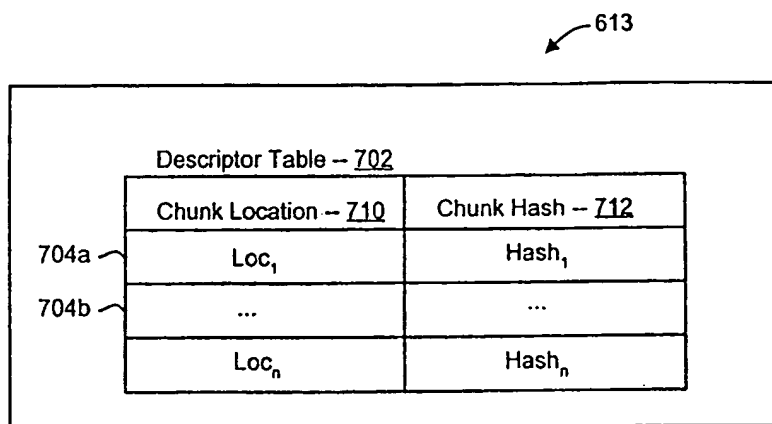 613
Descriptor Table -- 702
Chunk Location -- 710 Chunk Hash -- 712
704a Loc₁ Hash₁
704b ... ...
Locₙ Hashₙ